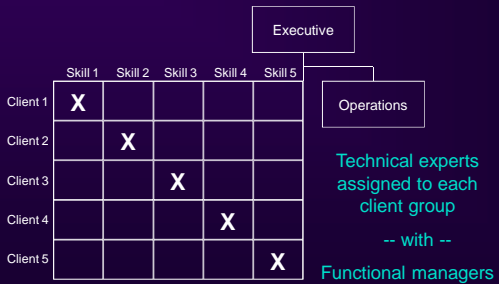 Executive
Skill 1 Skill 2 Skill 3 Skill 4 Skill 5
Operations
Client 1 X
Client 2 X
Client 3 X
Client 4 X
Client 5 X
Technical experts
assigned to each
client group
-- with --
Functional managers